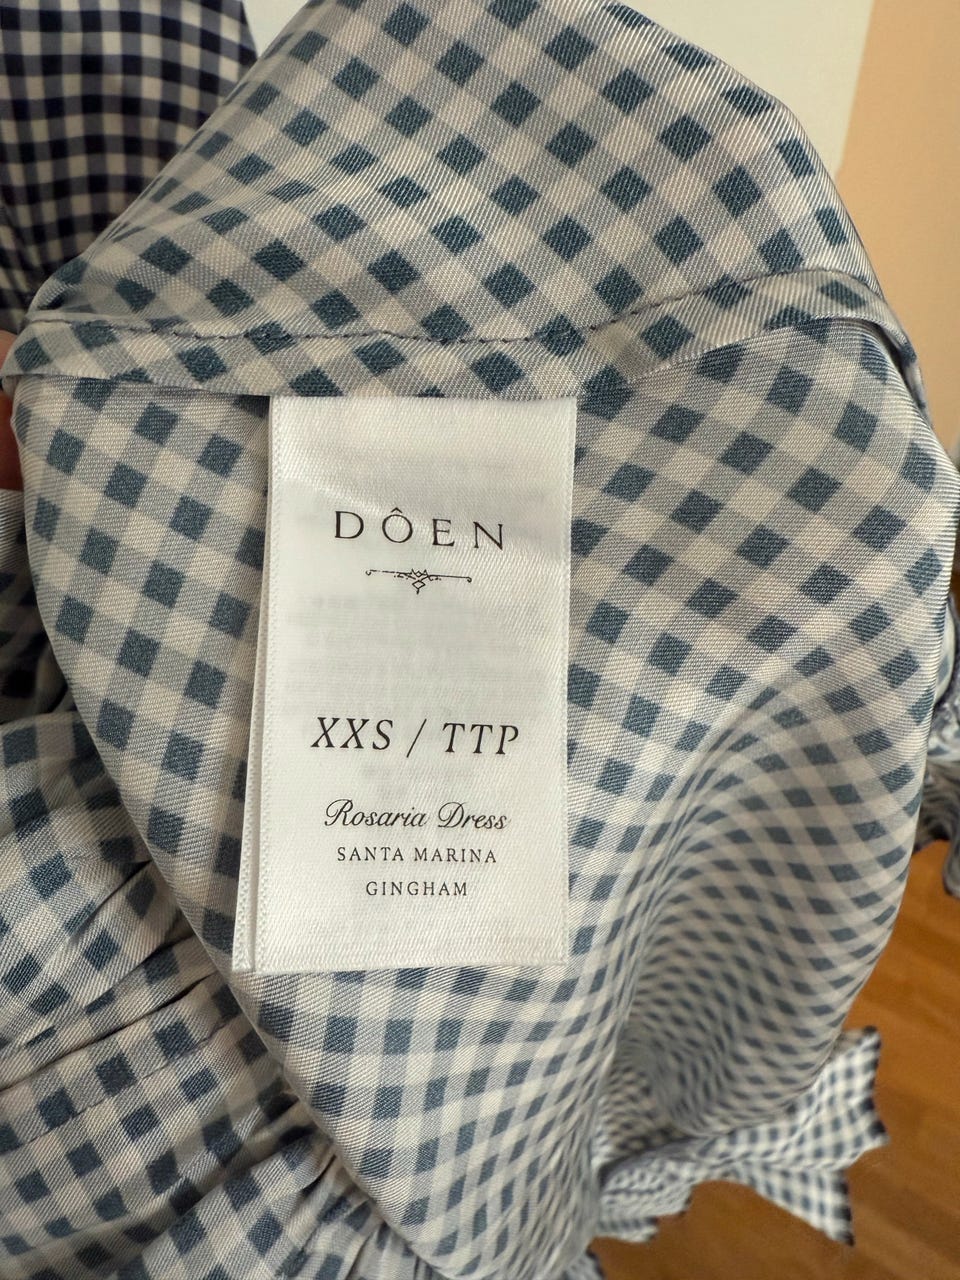 DÔEN
XXS / TTP
Rosaria Dress
SANTA MARINA
GINGHAM